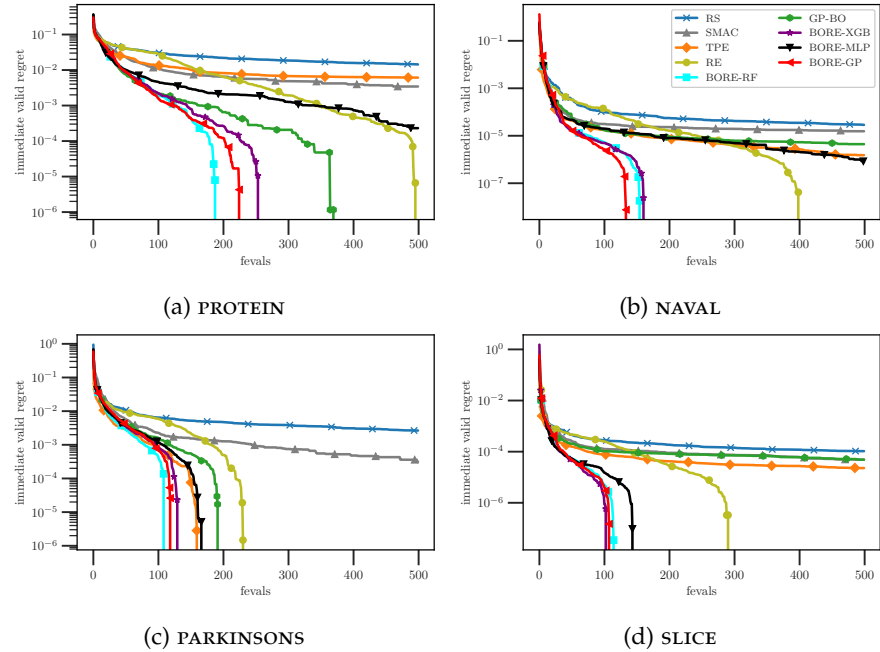 immediate valid regret
10⁻¹
10⁻²
10⁻³
10⁻⁴
10⁻⁵
10⁻⁶
0 100 200 300 400 500
fevals
(a) PROTEIN
immediate valid regret
10⁻¹
10⁻³
10⁻⁵
10⁻⁷
RS
SMAC
TPE
RE
BORE-RF
GP-BO
BORE-XGB
BORE-MLP
BORE-GP
0 100 200 300 400 500
fevals
(b) NAVAL
immediate valid regret
10⁰
10⁻¹
10⁻²
10⁻³
10⁻⁴
10⁻⁵
10⁻⁶
0 100 200 300 400 500
fevals
(c) PARKINSONS
immediate valid regret
10⁰
10⁻²
10⁻⁴
10⁻⁶
0 100 200 300 400 500
fevals
(d) SLICE